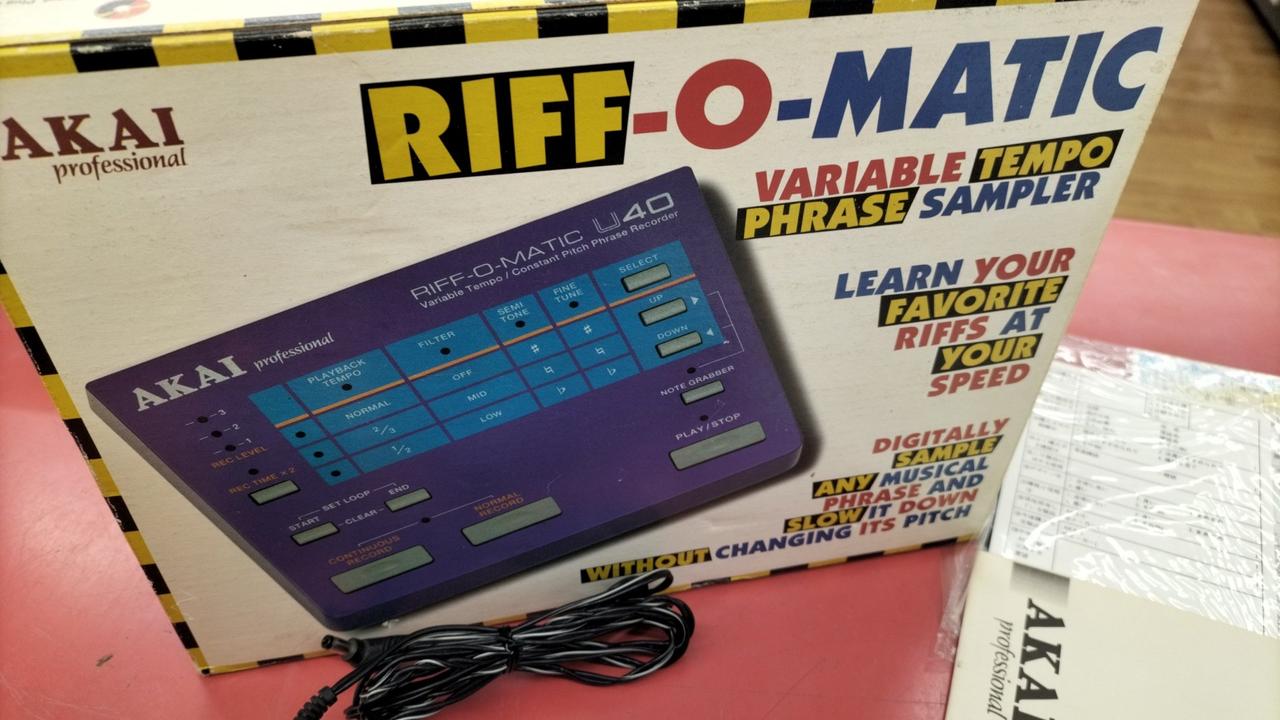 AKAI
professional
RIFF-O-MATIC
VARIABLE TEMPO
PHRASE SAMPLER
LEARN YOUR
FAVORITE
RIFFS AT
YOUR
SPEED
DIGITALLY
SAMPLE
ANY MUSICAL
PHRASE AND
SLOW IT DOWN
WITHOUT CHANGING ITS PITCH
RIFF-O-MATIC U40
Variable Tempo / Constant Pitch Phrase Recorder
AKAI professional
PLAYBACK
TEMPO
FILTER
SEMI
TONE
FINE
TUNE
SELECT
NORMAL
OFF
♯
♯
UP
2/3
MID
♮
♮
DOWN
1/2
LOW
♭
♭
3
2
1
REC LEVEL
REC TIME ×2
NOTE GRABBER
PLAY/STOP
SET LOOP
START
END
CLEAR
CONTINUOUS
RECORD
NORMAL
RECORD
AKAI
professional